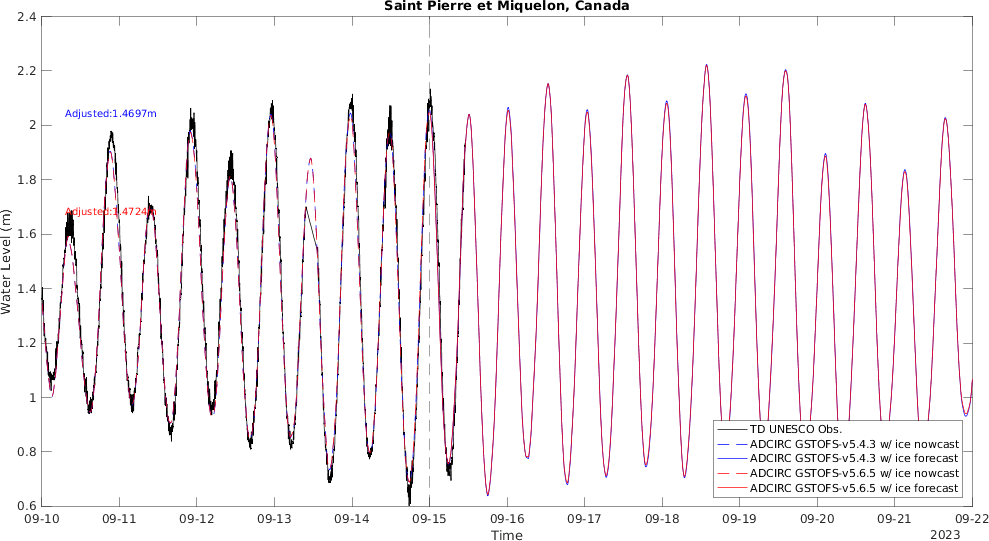 Saint Pierre et Miquelon, Canada
2.4
2.2
2
1.8
1.6
1.4
1.2
1
0.8
0.6
Water Level (m)
Adjusted:1.4697m
Adjusted:1.4724m
TD UNESCO Obs.
ADCIRC GSTOFS-v5.4.3 w/ ice nowcast
ADCIRC GSTOFS-v5.4.3 w/ ice forecast
ADCIRC GSTOFS-v5.6.5 w/ ice nowcast
ADCIRC GSTOFS-v5.6.5 w/ ice forecast
09-10 09-11 09-12 09-13 09-14 09-15 09-16 09-17 09-18 09-19 09-20 09-21 09-22
Time
2023